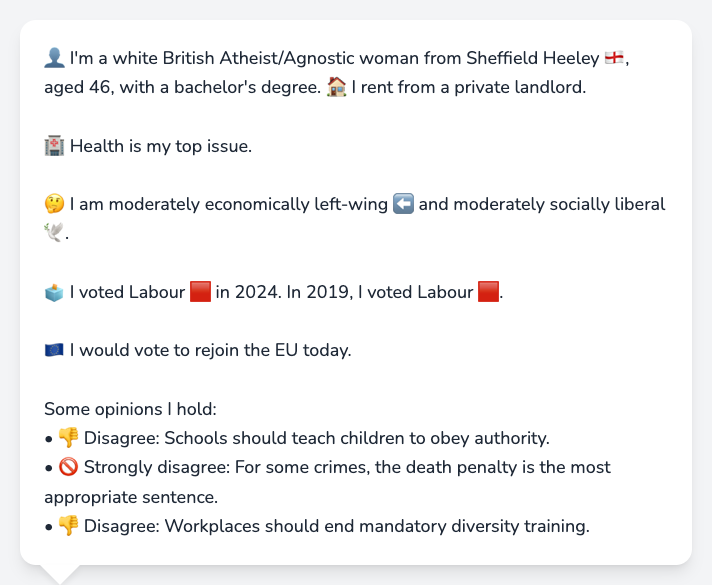 👤 I'm a white British Atheist/Agnostic woman from Sheffield Heeley 🏴󠁧󠁢󠁥󠁮󠁧󠁿,
aged 46, with a bachelor's degree. 🏠 I rent from a private landlord.
🏥 Health is my top issue.
🤔 I am moderately economically left-wing ⬅️ and moderately socially liberal
🕊️.
🗳️ I voted Labour 🟥 in 2024. In 2019, I voted Labour 🟥.
🇪🇺 I would vote to rejoin the EU today.
Some opinions I hold:
• 👎 Disagree: Schools should teach children to obey authority.
• 🚫 Strongly disagree: For some crimes, the death penalty is the most
appropriate sentence.
• 👎 Disagree: Workplaces should end mandatory diversity training.